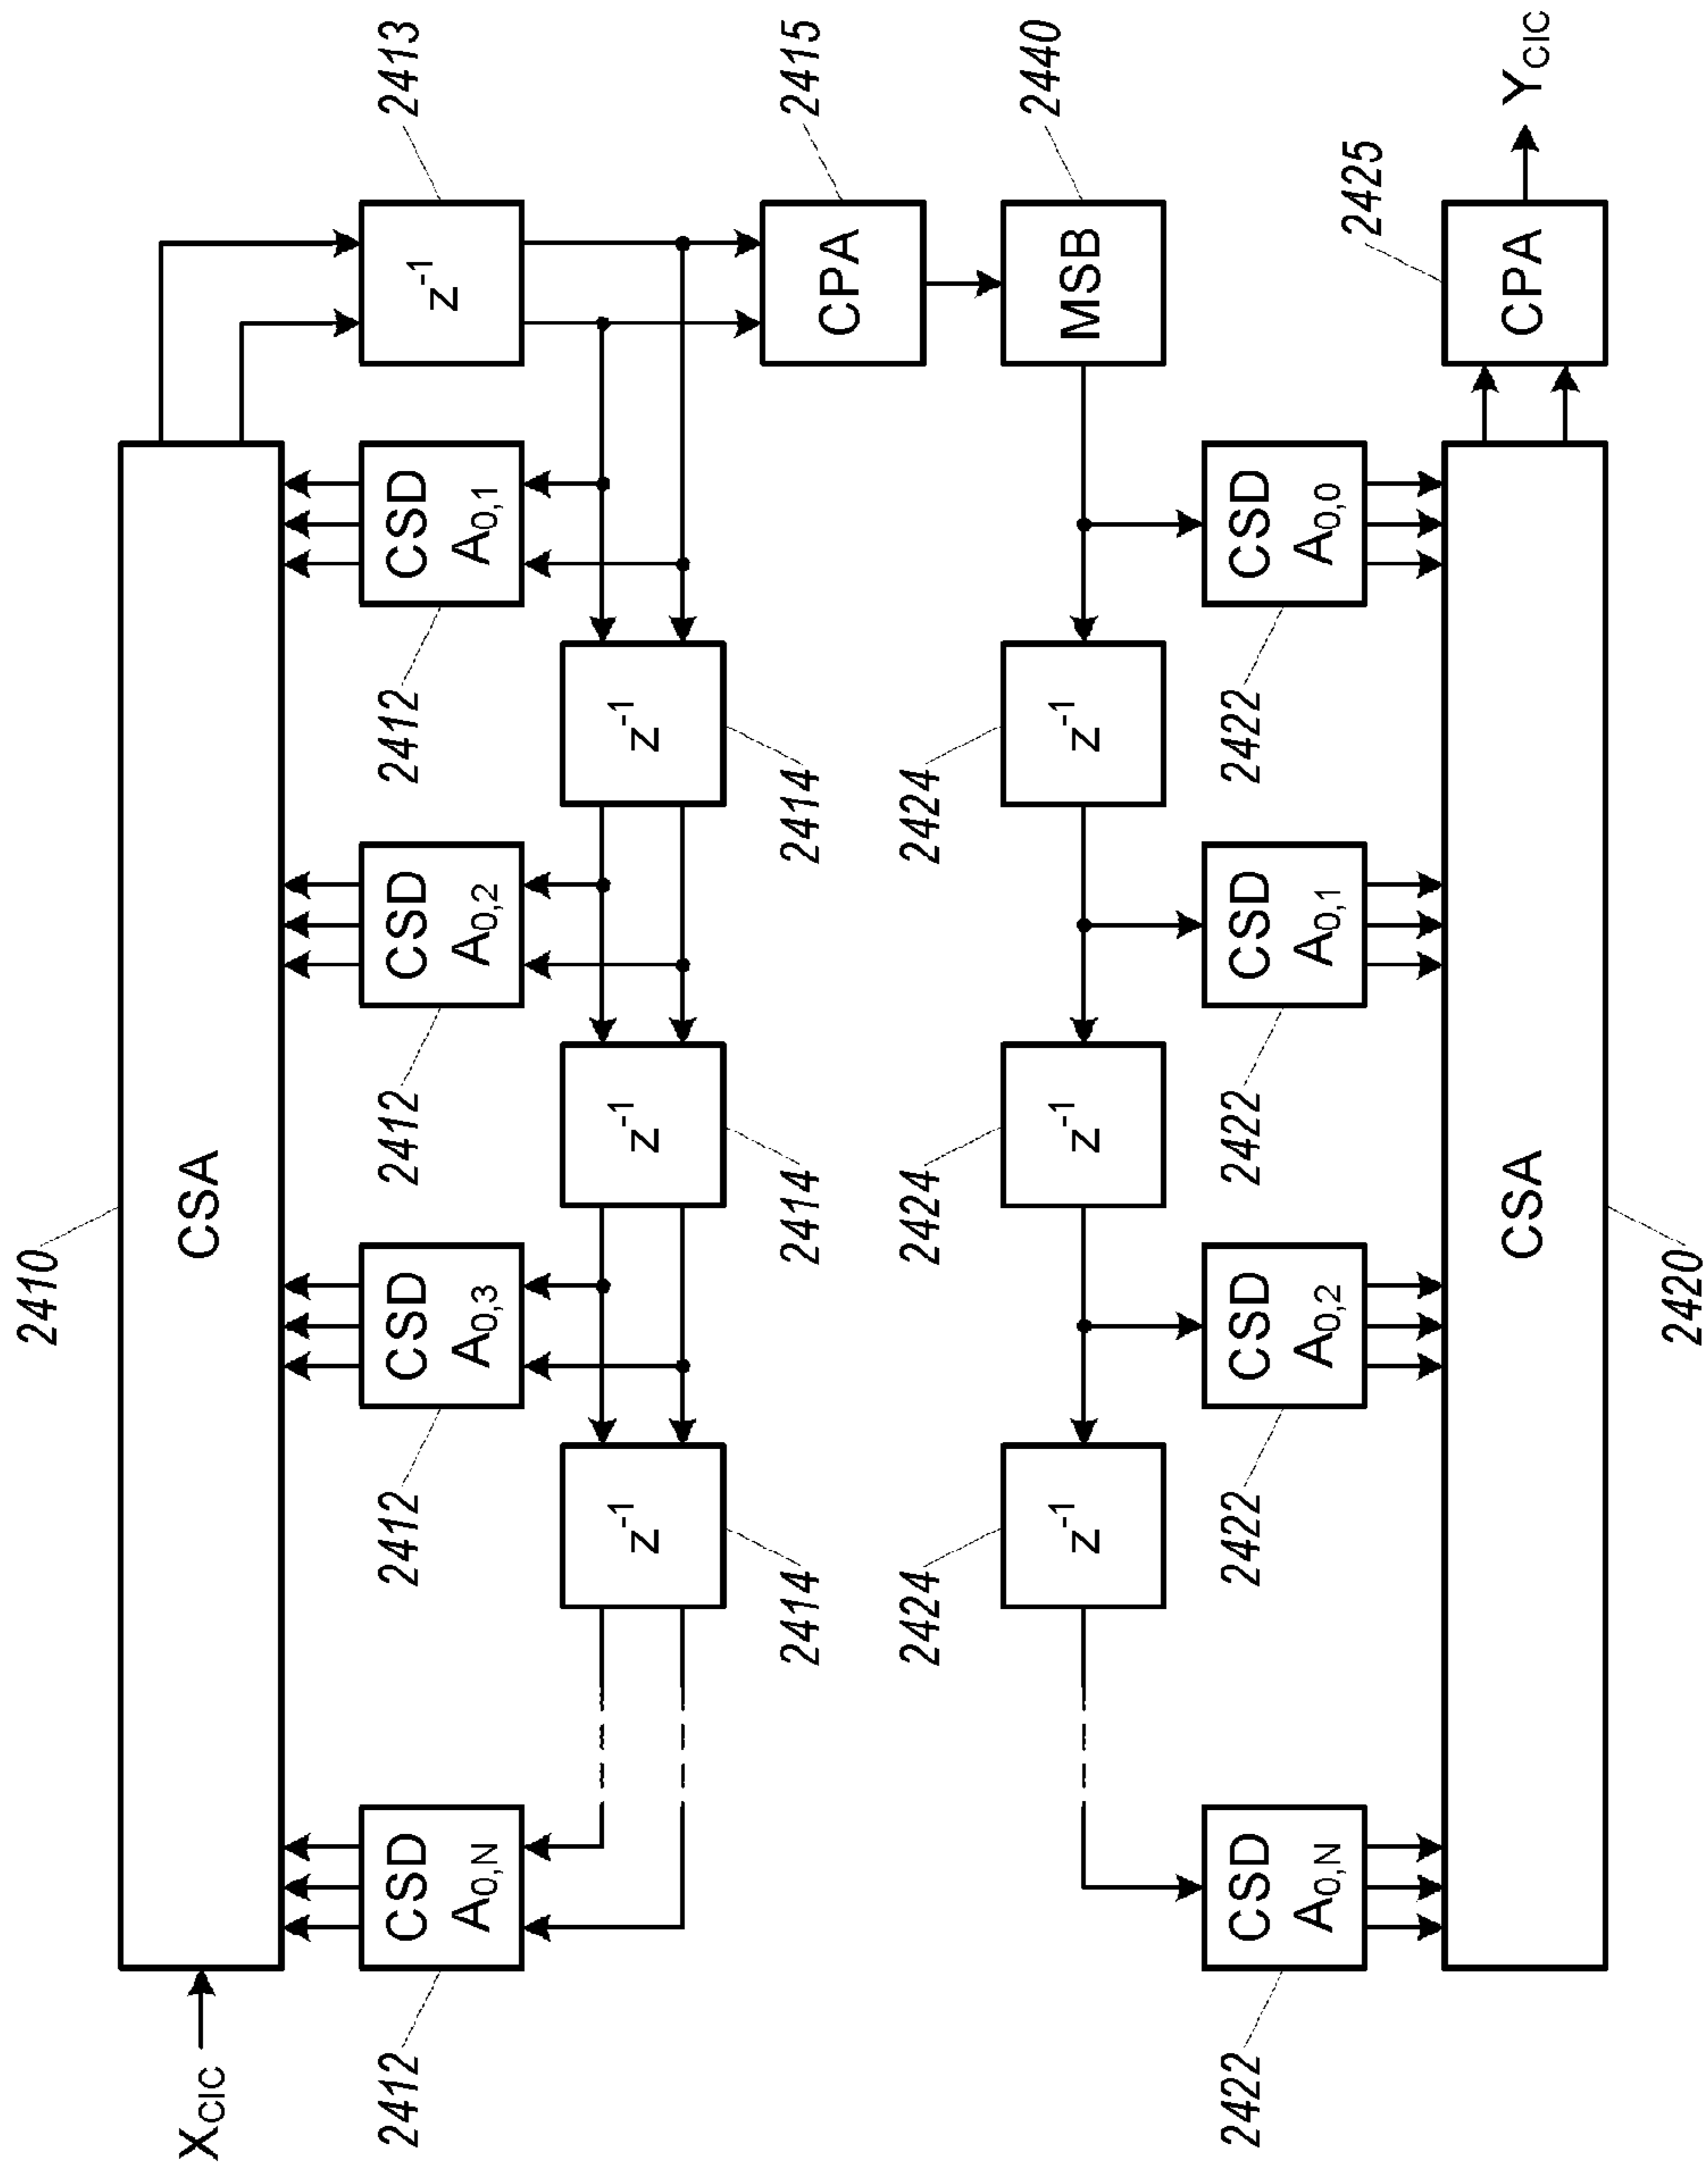 2410
X_CIC
CSA
2412
CSD
A_0,N
2412
CSD
A_0,3
2412
CSD
A_0,2
2412
CSD
A_0,1
z^-1
2413
z^-1
z^-1
z^-1
2414
2414
2414
CPA
2415
2424
2424
2424
z^-1
z^-1
z^-1
MSB
2440
2422
CSD
A_0,N
2422
CSD
A_0,2
2422
CSD
A_0,1
2422
CSD
A_0,0
2425
CSA
CPA
Y_CIC
2420